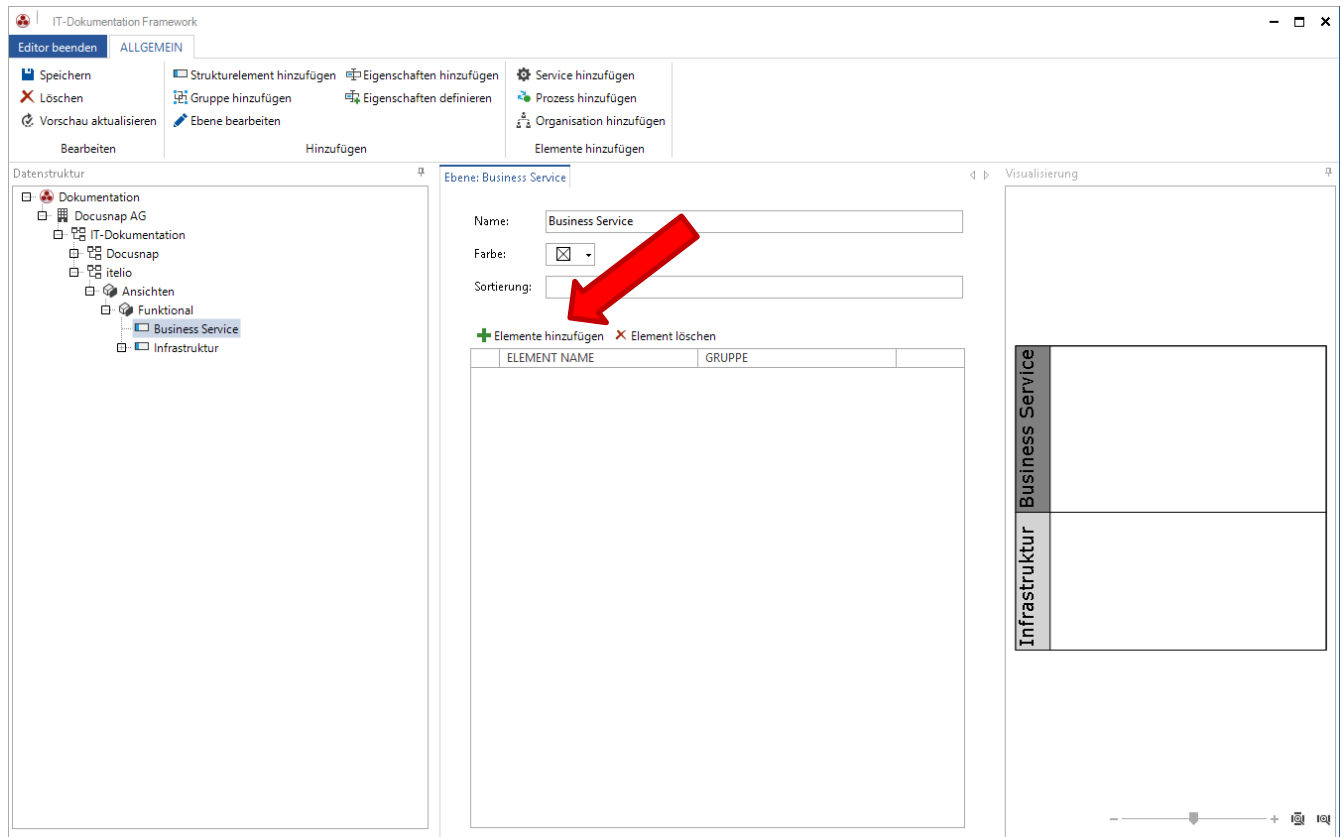 IT-Dokumentation Framework
Editor beenden ALLGEMEIN
Speichern
Löschen
Vorschau aktualisieren
Bearbeiten
Strukturelement hinzufügen
Gruppe hinzufügen
Ebene bearbeiten
Eigenschaften hinzufügen
Eigenschaften definieren
Hinzufügen
Service hinzufügen
Prozess hinzufügen
Organisation hinzufügen
Elemente hinzufügen
Datenstruktur
Dokumentation
Docusnap AG
IT-Dokumentation
Docusnap
itelio
Ansichten
Funktional
Business Service
Infrastruktur
Ebene: Business Service
Name: Business Service
Farbe:
Sortierung:
Elemente hinzufügen Element löschen
ELEMENT NAME GRUPPE
Visualisierung
Business Service
Infrastruktur